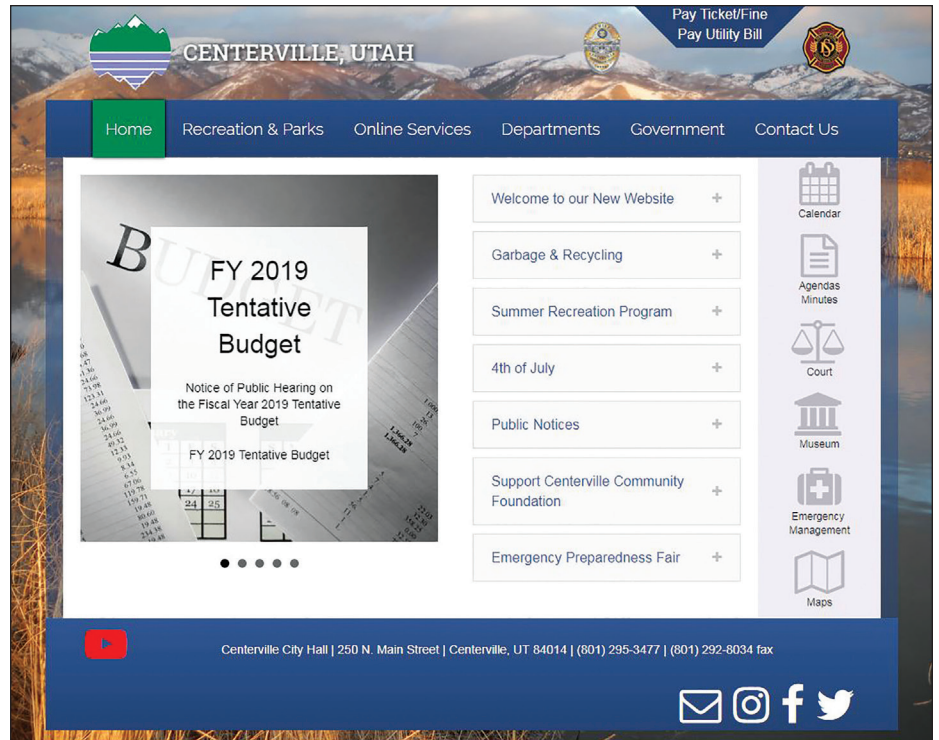 Pay Ticket/Fine
Pay Utility Bill
CENTERVILLE, UTAH
Home Recreation & Parks Online Services Departments Government Contact Us
BUDGET
FY 2019
Tentative
Budget
Notice of Public Hearing on
the Fiscal Year 2019 Tentative
Budget
FY 2019 Tentative Budget
24 25
Welcome to our New Website +
Garbage & Recycling +
Summer Recreation Program +
4th of July +
Public Notices +
Support Centerville Community
Foundation +
Emergency Preparedness Fair +
Calendar
Agendas
Minutes
Court
Museum
Emergency
Management
Maps
Centerville City Hall | 250 N. Main Street | Centerville, UT 84014 | (801) 295-3477 | (801) 292-8034 fax